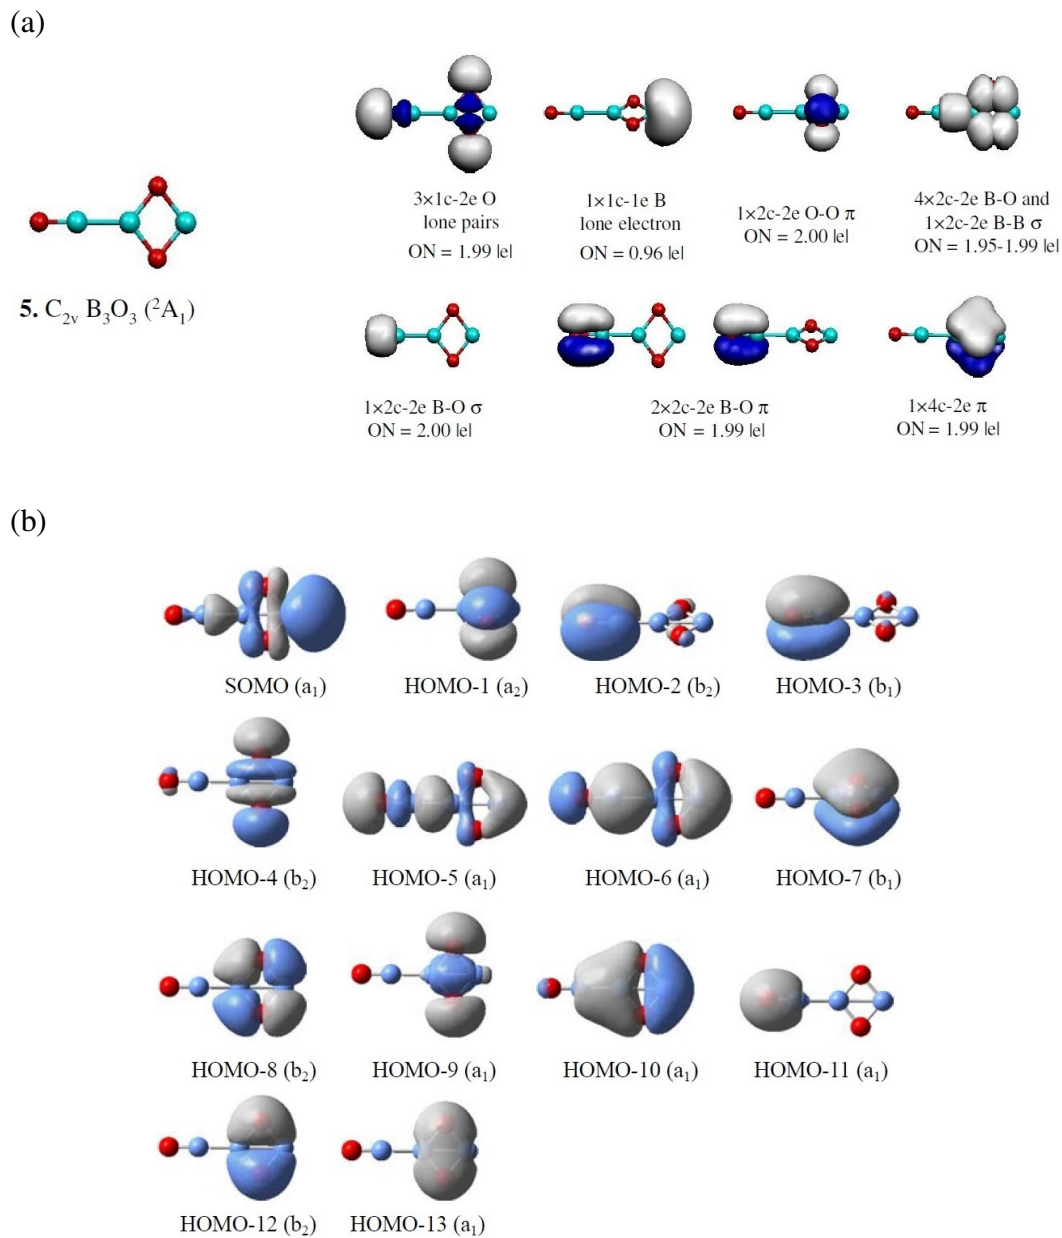 (a)
3×1c-2e O
lone pairs
ON = 1.99 |e|
1×1c-1e B
lone electron
ON = 0.96 |e|
1×2c-2e O-O π
ON = 2.00 |e|
4×2c-2e B-O and
1×2c-2e B-B σ
ON = 1.95-1.99 |e|
5. C₂ᵥ B₃O₃ (²A₁)
1×2c-2e B-O σ
ON = 2.00 |e|
2×2c-2e B-O π
ON = 1.99 |e|
1×4c-2e π
ON = 1.99 |e|
(b)
SOMO (a₁)
HOMO-1 (a₂)
HOMO-2 (b₂)
HOMO-3 (b₁)
HOMO-4 (b₂)
HOMO-5 (a₁)
HOMO-6 (a₁)
HOMO-7 (b₁)
HOMO-8 (b₂)
HOMO-9 (a₁)
HOMO-10 (a₁)
HOMO-11 (a₁)
HOMO-12 (b₂)
HOMO-13 (a₁)